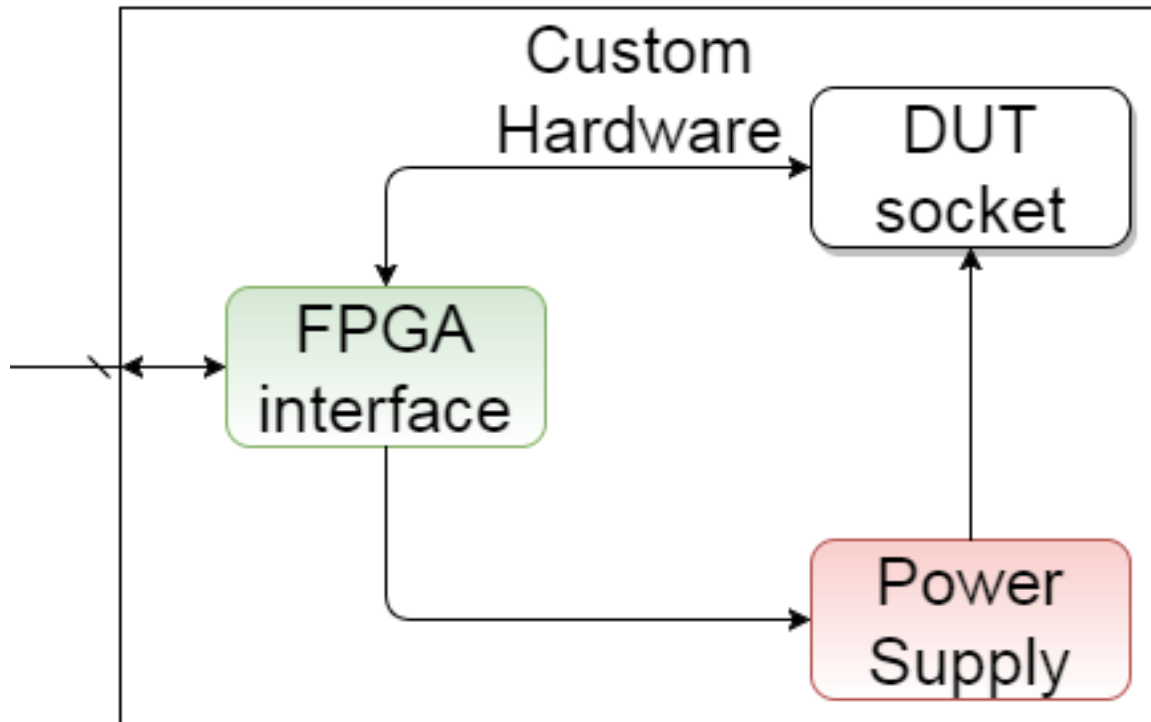 Custom
Hardware
DUT
socket
FPGA
interface
Power
Supply